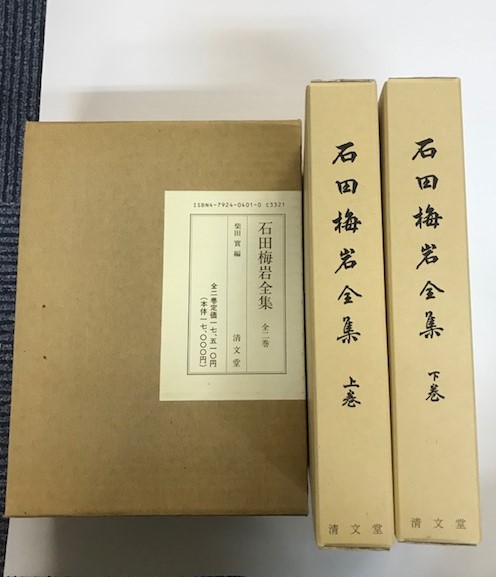 ISBN4-7924-0401-0 C3321
石田梅岩全集 全二巻
柴田實 編
清文堂
全二巻定価一七、五一〇円
(本体一七、〇〇〇円)
石田梅岩全集 上巻
清文堂
石田梅岩全集 下巻
清文堂